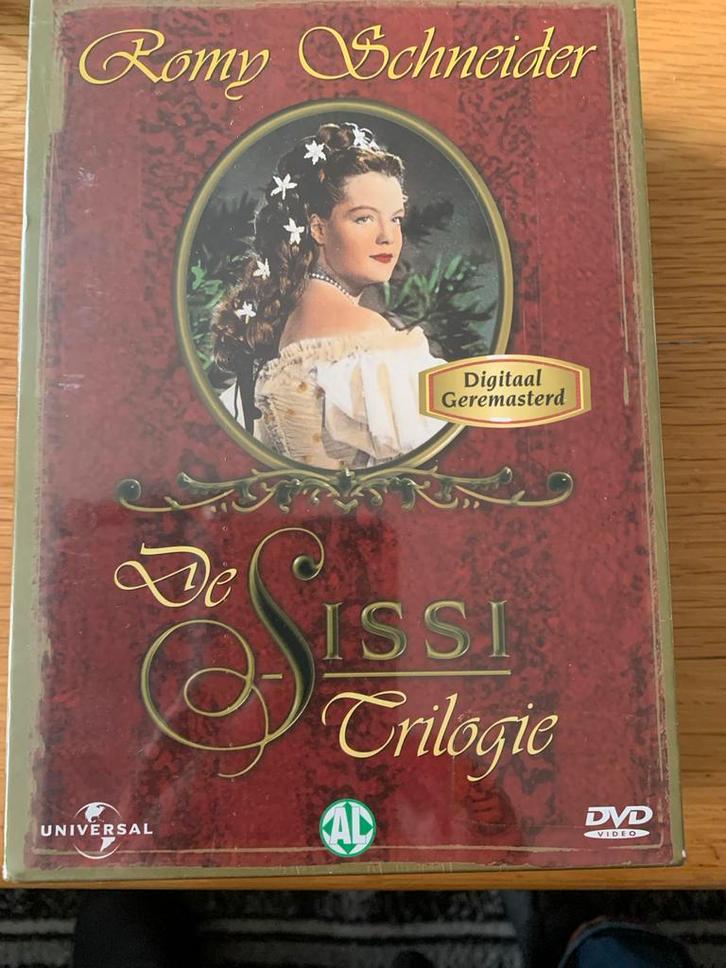 Romy Schneider
Digitaal
Geremasterd
De
SISSI
Trilogie
UNIVERSAL
AL
DVD
VIDEO